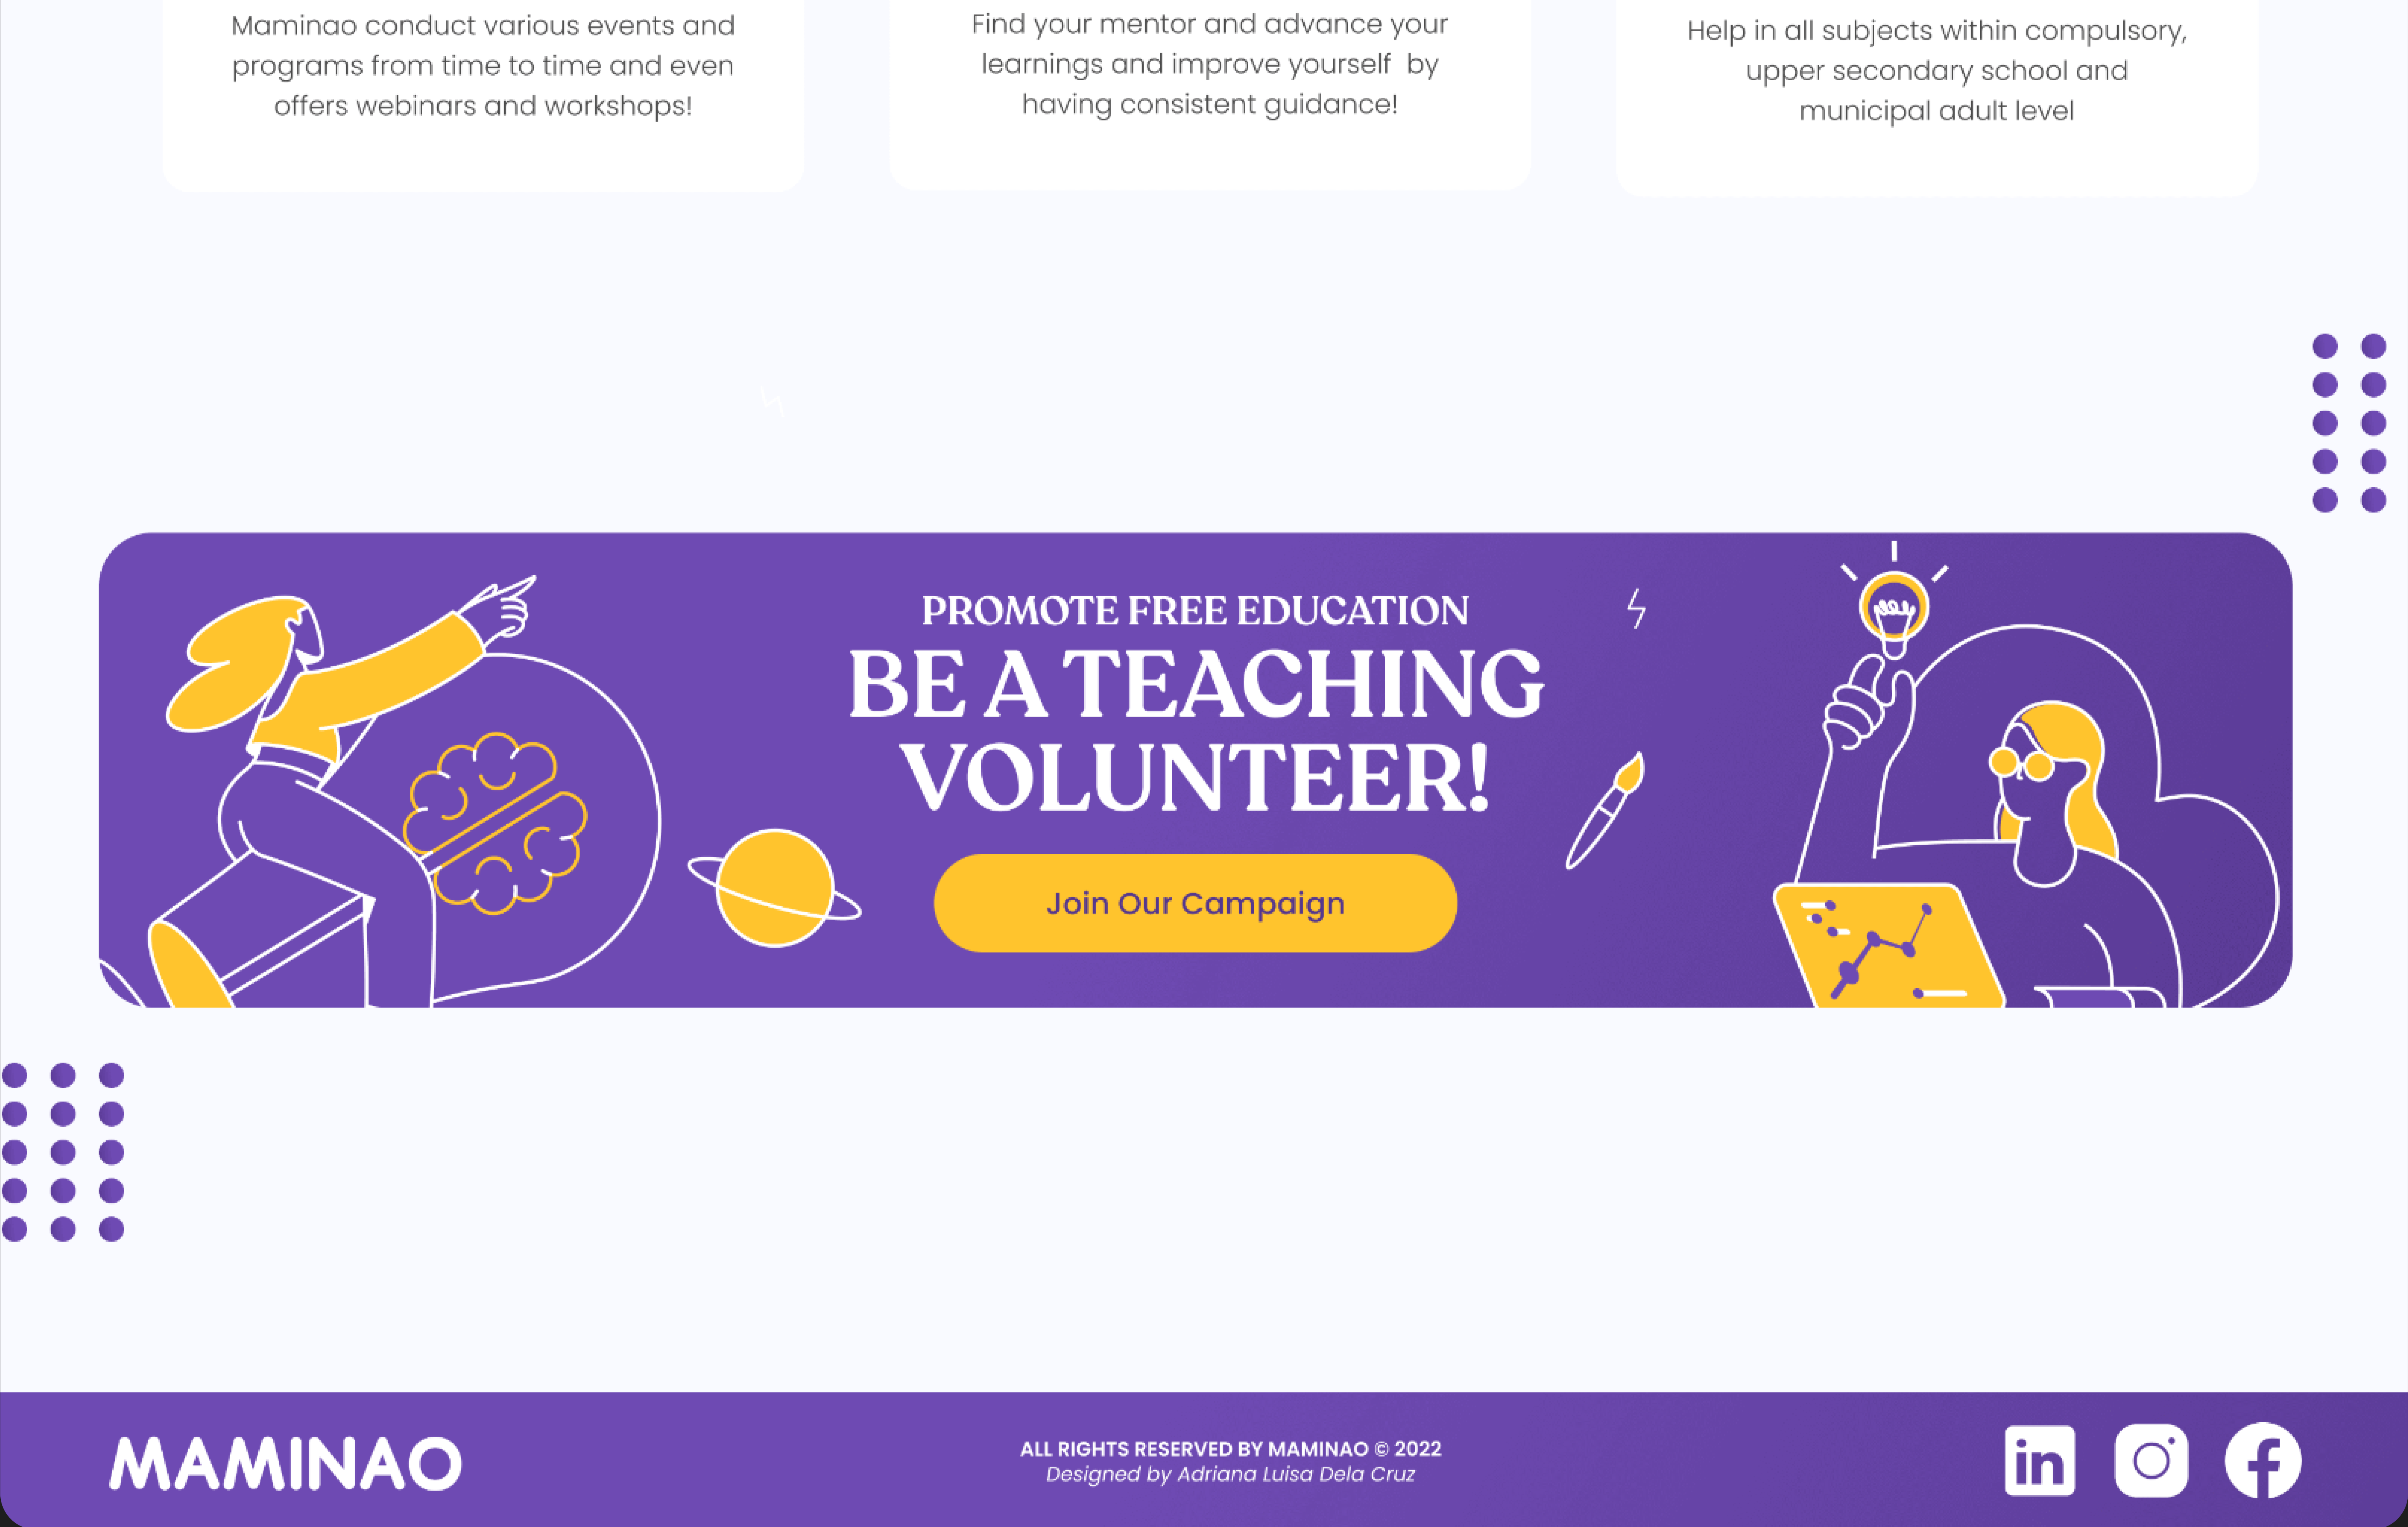 Maminao conduct various events and
programs from time to time and even
offers webinars and workshops!
Find your mentor and advance your
learnings and improve yourself  by
having consistent guidance!
Help in all subjects within compulsory,
upper secondary school and
municipal adult level
PROMOTE FREE EDUCATION
BE A TEACHING
VOLUNTEER!
Join Our Campaign
MAMINAO
ALL RIGHTS RESERVED BY MAMINAO © 2022
Designed by Adriana Luisa Dela Cruz
in
f